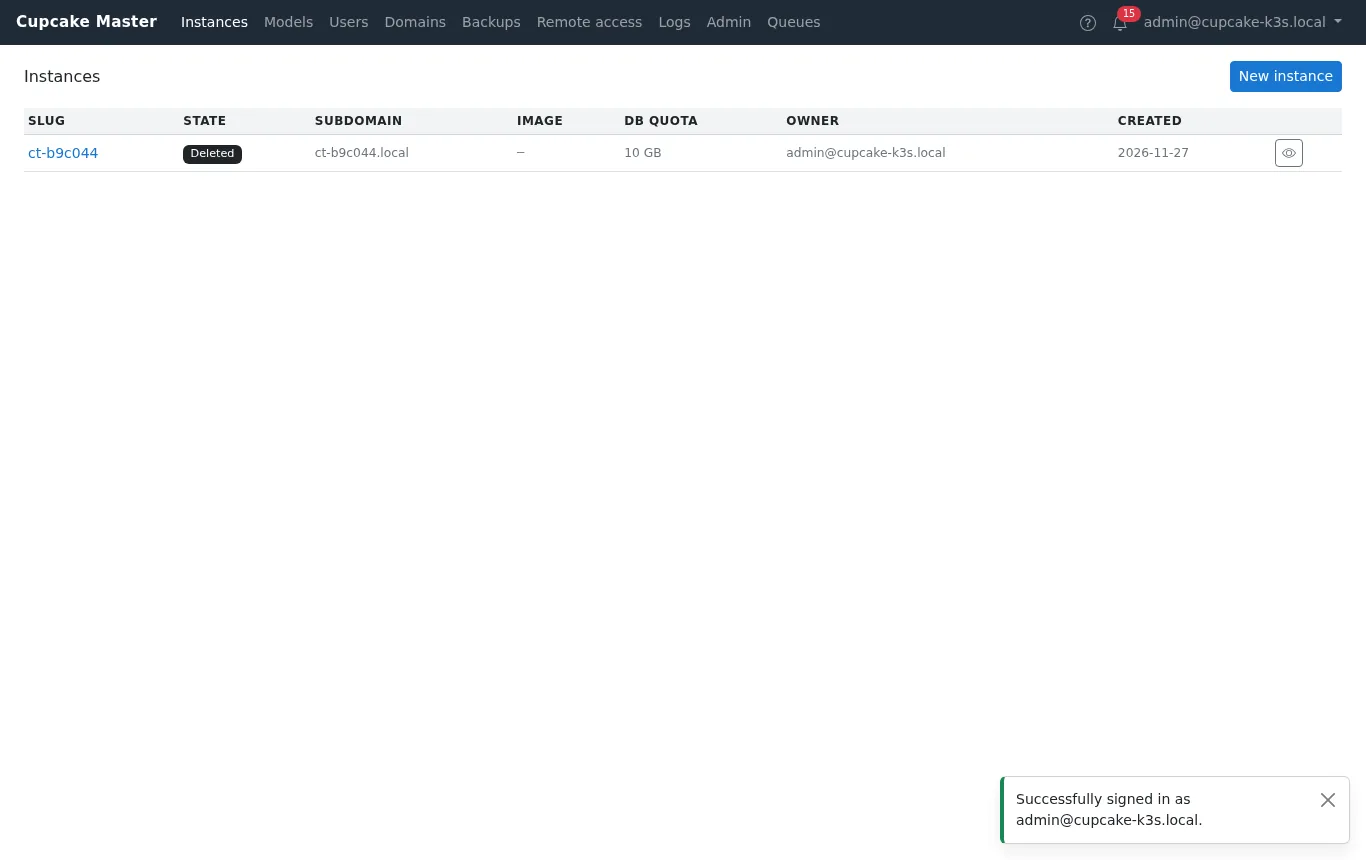 Cupcake Master Instances Models Users Domains Backups Remote access Logs Admin Queues 15 admin@cupcake-k3s.local
Instances New instance
SLUG STATE SUBDOMAIN IMAGE DB QUOTA OWNER CREATED
ct-b9c044 Deleted ct-b9c044.local — 10 GB admin@cupcake-k3s.local 2026-11-27
Successfully signed in as
admin@cupcake-k3s.local.